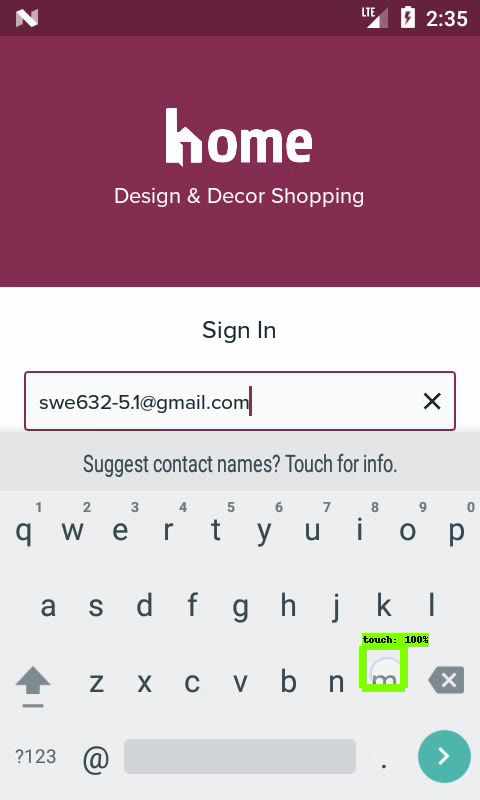 LTE 2:35
home
Design & Decor Shopping
Sign In
swe632-5.1@gmail.com
Suggest contact names? Touch for info.
1 2 3 4 5 6 7 8 9 0
q w e r t y u i o p
a s d f g h j k l
touch: 100%
z x c v b n m
?123 @ .